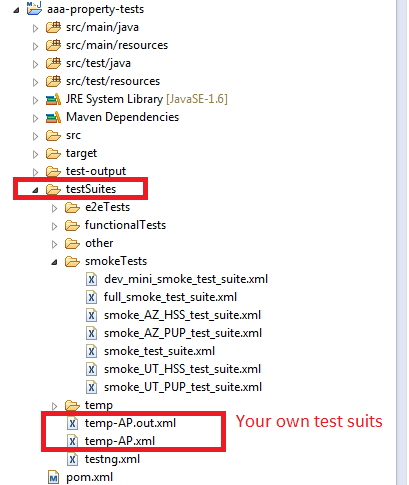 aaa-property-tests
src/main/java
src/main/resources
src/test/java
src/test/resources
JRE System Library [JavaSE-1.6]
Maven Dependencies
src
target
test-output
testSuites
e2eTests
functionalTests
other
smokeTests
dev_mini_smoke_test_suite.xml
full_smoke_test_suite.xml
smoke_AZ_HSS_test_suite.xml
smoke_AZ_PUP_test_suite.xml
smoke_test_suite.xml
smoke_UT_HSS_test_suite.xml
smoke_UT_PUP_test_suite.xml
temp
temp-AP.out.xml Your own test suits
temp-AP.xml
testng.xml
pom.xml